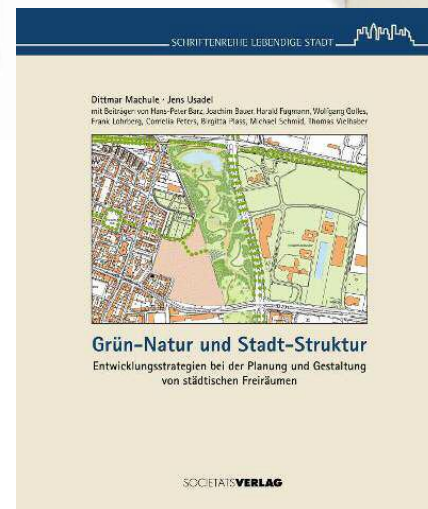 SCHRIFTENREIHE LEBENDIGE STADT
Dittmar Machule · Jens Usadel
mit Beiträgen von Hans-Peter Barz, Joachim Bauer, Harald Fugmann, Wolfgang Golles,
Frank Lohrberg, Cornelia Peters, Birgitta Plass, Michael Schmid, Thomas Vielhaber
Grün-Natur und Stadt-Struktur
Entwicklungsstrategien bei der Planung und Gestaltung
von städtischen Freiräumen
SOCIETÄTSVERLAG